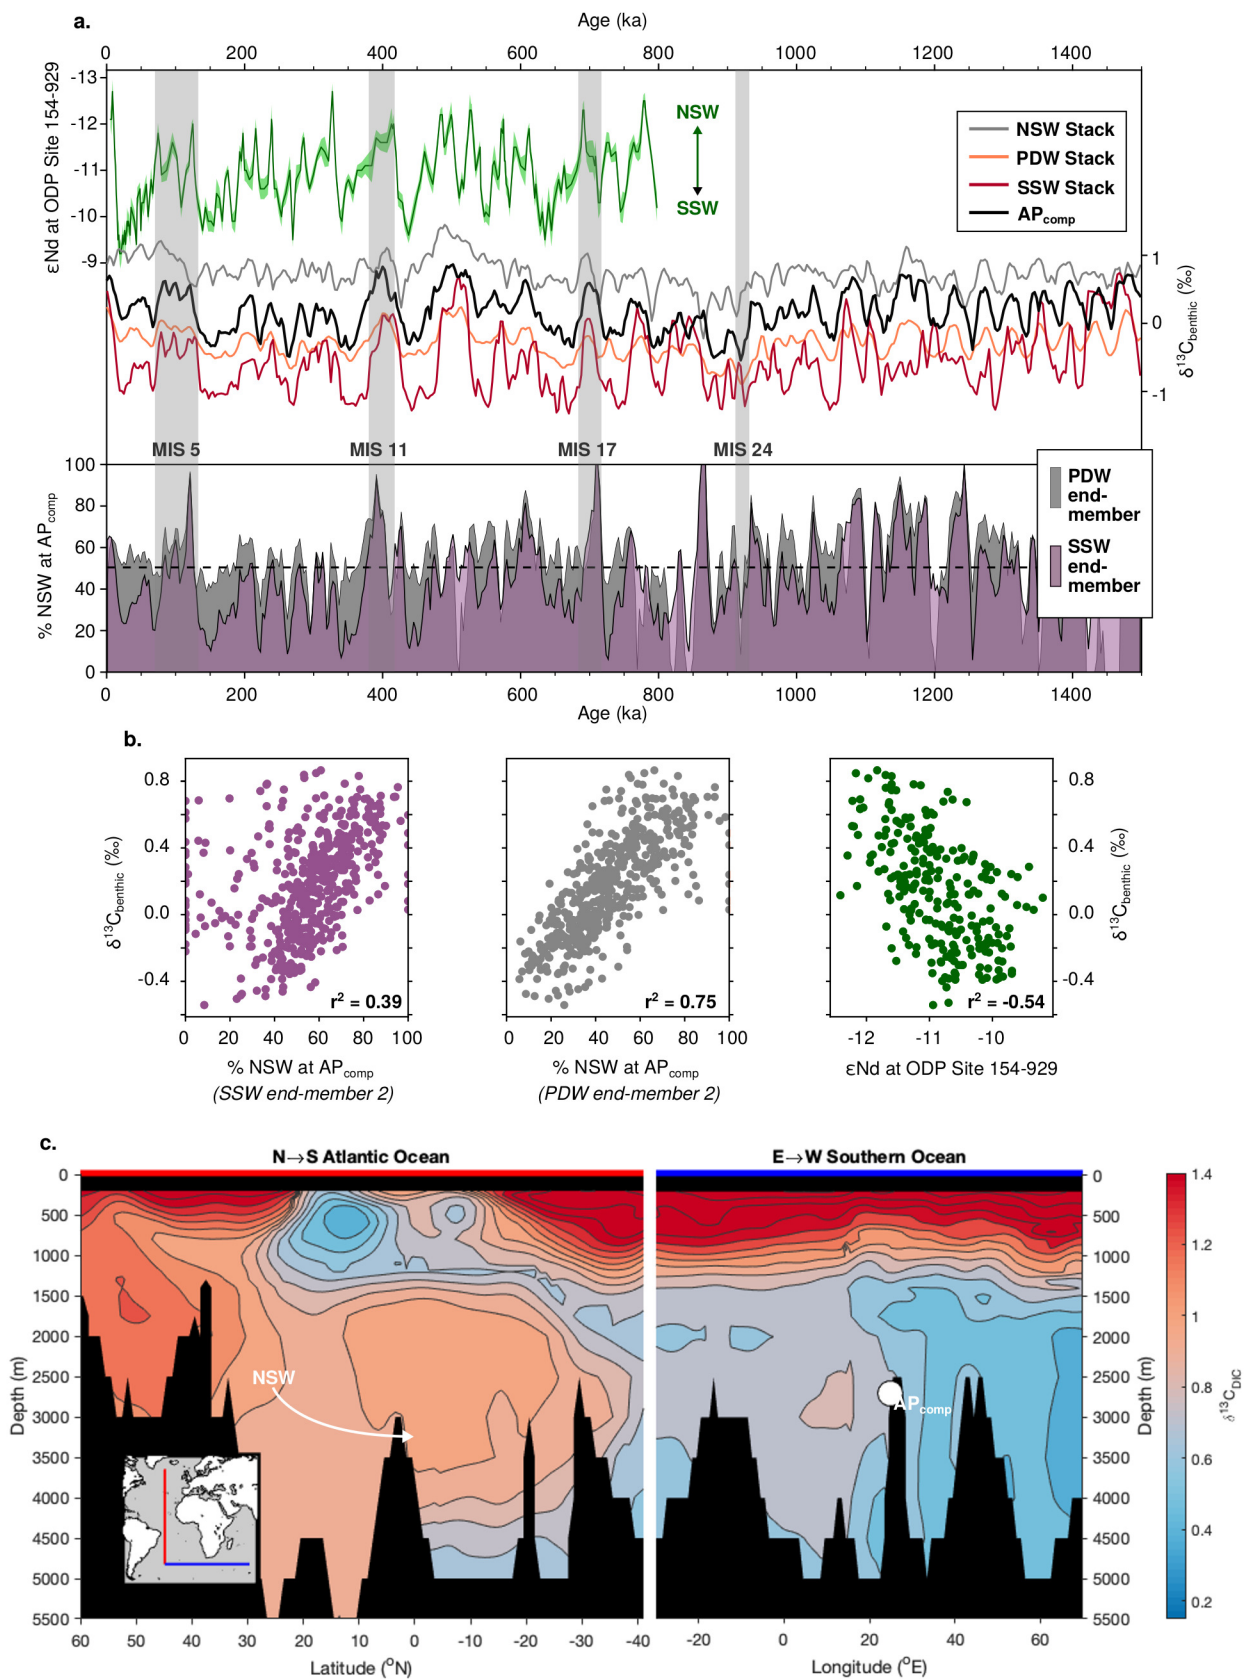 a.
Age (ka)
0 200 400 600 800 1000 1200 1400
εNd at ODP Site 154-929
-13
-12
-11
-10
-9
NSW
SSW
NSW Stack
PDW Stack
SSW Stack
APcomp
1
0
-1
δ13Cbenthic (‰)
MIS 5 MIS 11 MIS 17 MIS 24
% NSW at APcomp
100
80
60
40
20
0
PDW
end-
member
SSW
end-
member
0 200 400 600 800 1000 1200 1400
Age (ka)
b.
δ13Cbenthic (‰)
0.8
0.4
0.0
-0.4
r2 = 0.39
0 20 40 60 80 100
% NSW at APcomp
(SSW end-member 2)
r2 = 0.75
0 20 40 60 80 100
% NSW at APcomp
(PDW end-member 2)
r2 = -0.54
-12 -11 -10
εNd at ODP Site 154-929
0.8
0.4
0.0
-0.4
δ13Cbenthic (‰)
c.
N→S Atlantic Ocean
E→W Southern Ocean
Depth (m)
0
500
1000
1500
2000
2500
3000
3500
4000
4500
5000
5500
NSW
60 50 40 30 20 10 0 -10 -20 -30 -40
Latitude (oN)
APcomp
-20 0 20 40 60
Longitude (oE)
0
500
1000
1500
2000
2500
3000
3500
4000
4500
5000
5500
Depth (m)
1.4
1.2
1
0.8
0.6
0.4
0.2
δ13CDIC